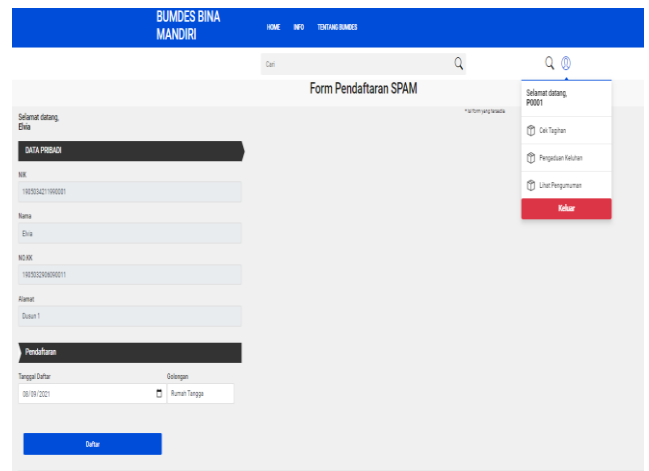 BUMDES BINA
MANDIRI
HOME INFO TENTANG BUMDES
Cari
Form Pendaftaran SPAM
Selamat datang,
Elvia
DATA PRIBADI
NIK
Nama
Elvia
NO.KK
Alamat
Dusun 1
Pendaftaran
Tanggal Daftar Golongan
08/09/2021 Rumah Tangga
Daftar
Selamat datang,
P0001
Cek Tagihan
Pengaduan Keluhan
Lihat Pengumuman
Keluar